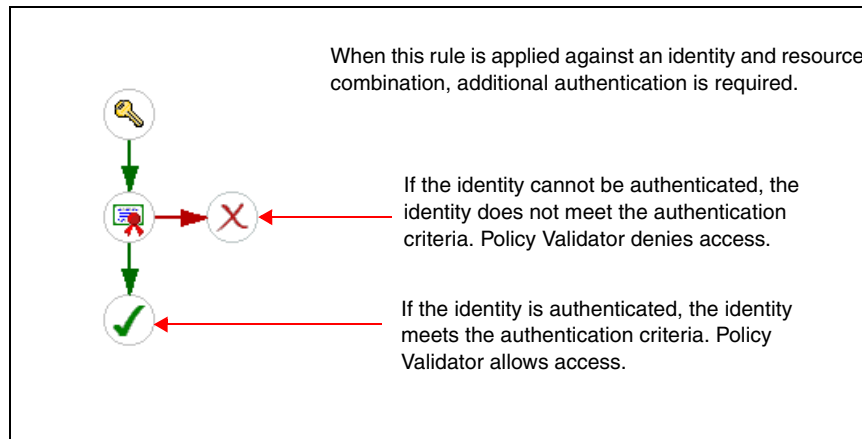 When this rule is applied against an identity and resource
combination, additional authentication is required.
If the identity cannot be authenticated, the
identity does not meet the authentication
criteria. Policy Validator denies access.
If the identity is authenticated, the identity
meets the authentication criteria. Policy
Validator allows access.